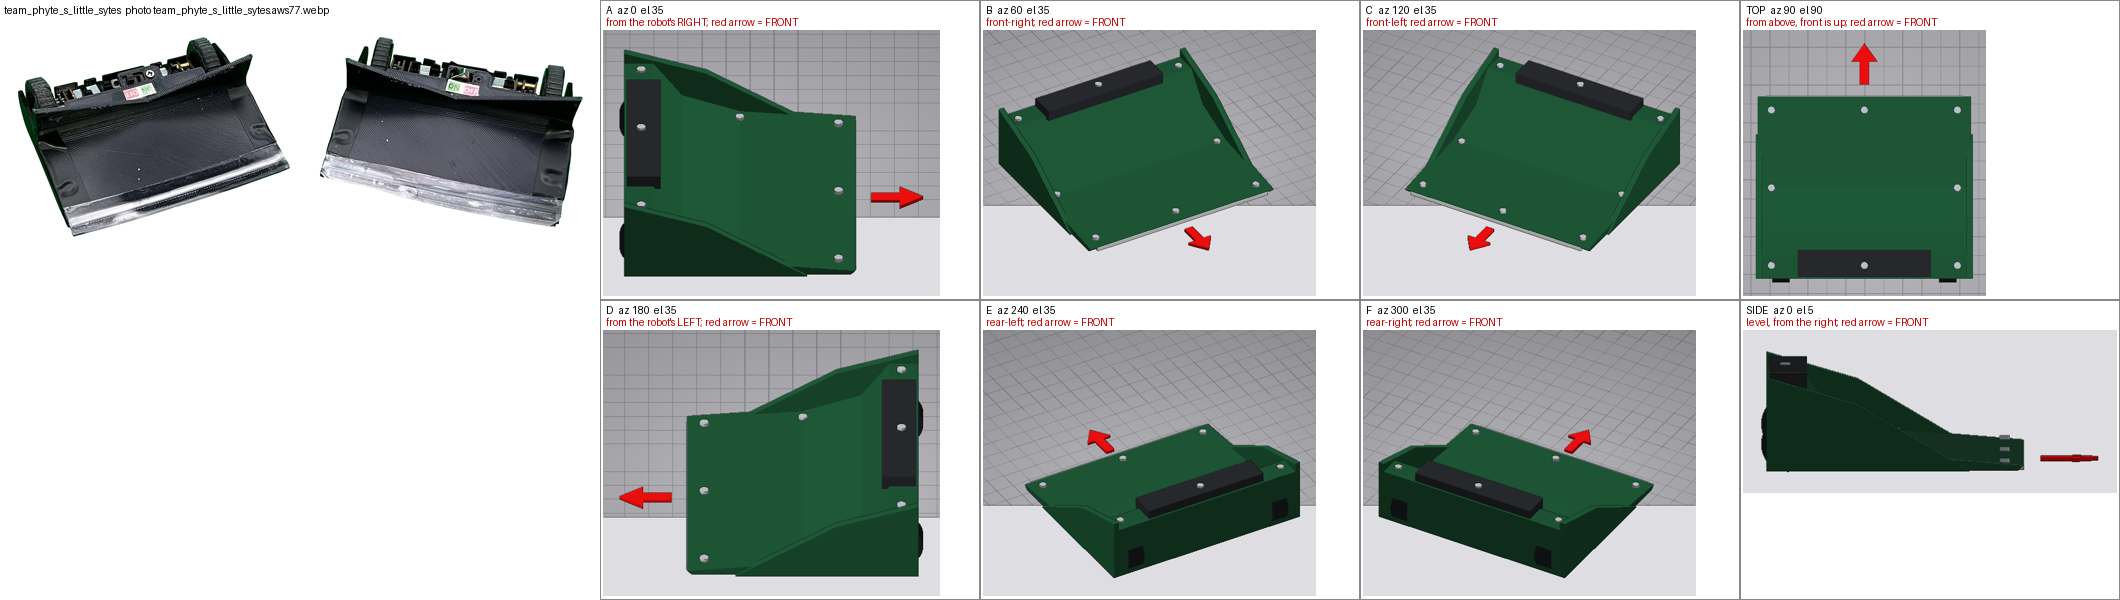 team_phyte_s_little_sytes photo team_phyte_s_little_sytes.aws77.webp
A az 0 el 35
from the robot's RIGHT; red arrow = FRONT
B az 60 el 35
front-right; red arrow = FRONT
C az 120 el 35
front-left; red arrow = FRONT
TOP az 90 el 90
from above, front is up; red arrow = FRONT
D az 180 el 35
from the robot's LEFT; red arrow = FRONT
E az 240 el 35
rear-left; red arrow = FRONT
F az 300 el 35
rear-right; red arrow = FRONT
SIDE az 0 el 5
level, from the right; red arrow = FRONT